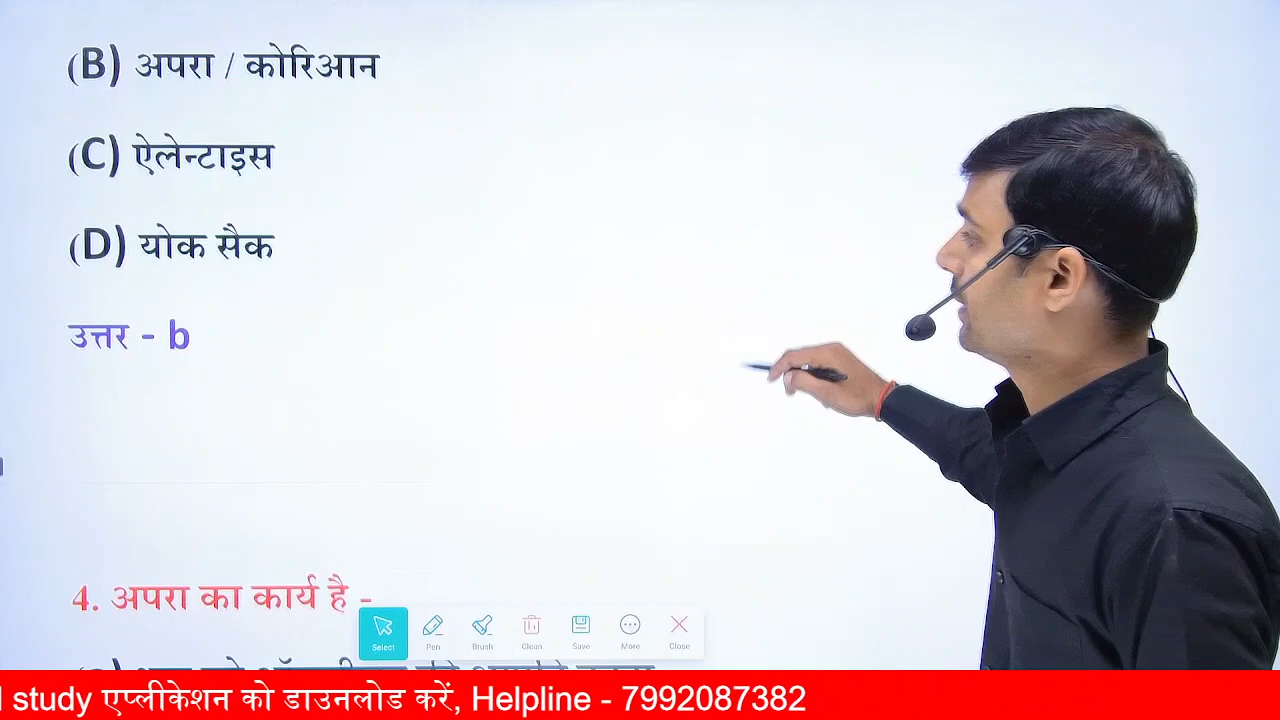 (B) अपरा / कोरिआन
(C) ऐलेन्टाइस
(D) योक सैक
उत्तर - b
4. अपरा का कार्य है -
Select Pen Brush Clean Save More Close
study एप्लीकेशन को डाउनलोड करें, Helpline - 7992087382